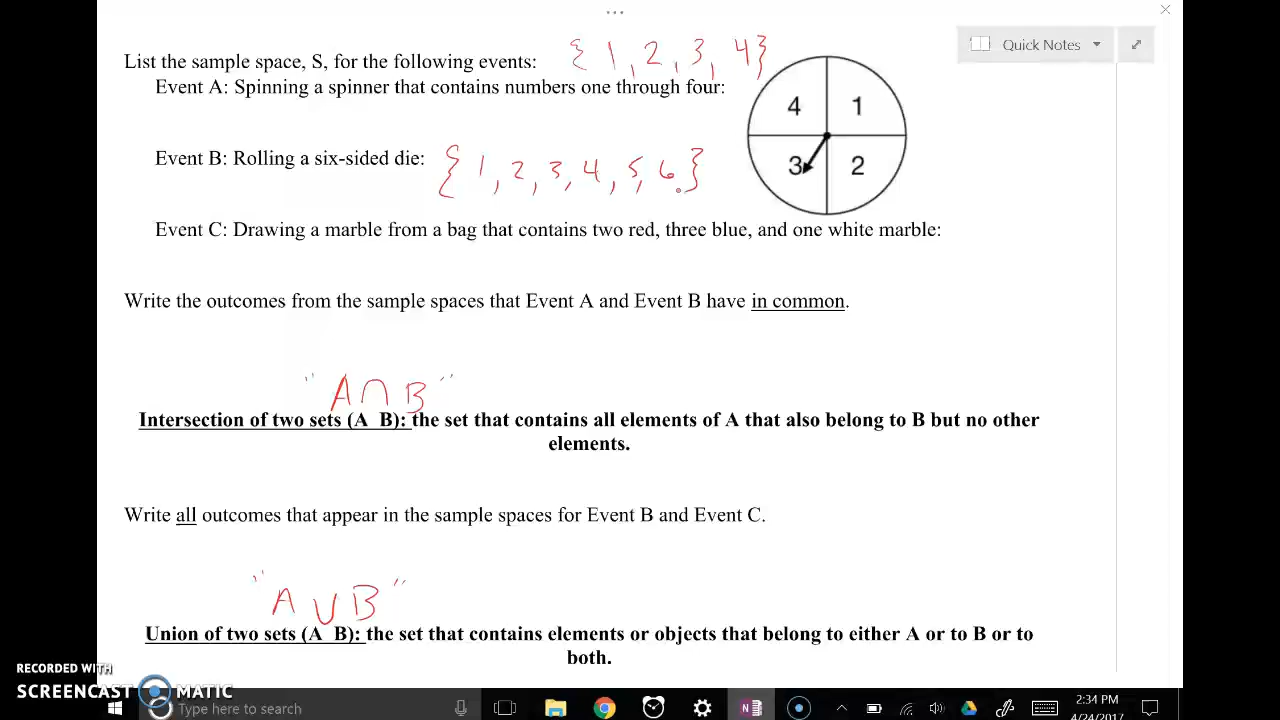 ...
Quick Notes
List the sample space, S, for the following events: { 1, 2, 3, 4}
Event A: Spinning a spinner that contains numbers one through four:
4 1
3 2
Event B: Rolling a six-sided die: { 1, 2, 3, 4, 5, 6. }
Event C: Drawing a marble from a bag that contains two red, three blue, and one white marble:
Write the outcomes from the sample spaces that Event A and Event B have in common.
"A ∩ B"
Intersection of two sets (A B): the set that contains all elements of A that also belong to B but no other
elements.
Write all outcomes that appear in the sample spaces for Event B and Event C.
"A ∪ B"
Union of two sets (A B): the set that contains elements or objects that belong to either A or to B or to
both.
RECORDED WITH
SCREENCAST MATIC
Type here to search
N
2:34 PM
4/24/2017